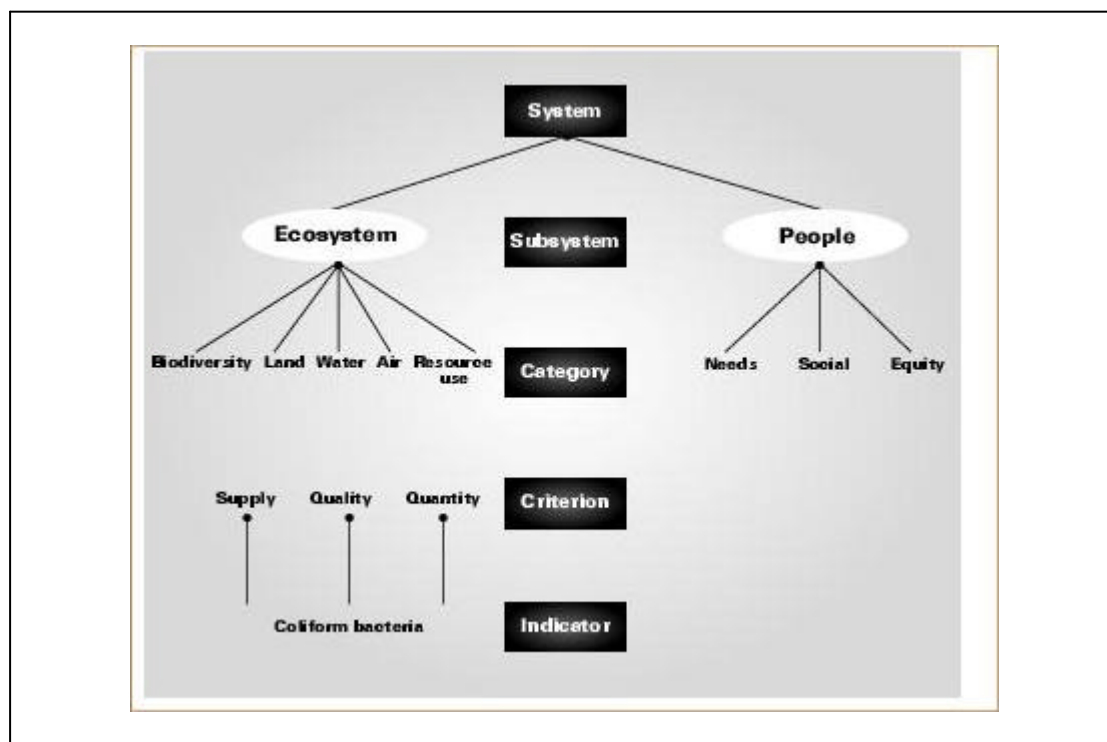 System
Ecosystem
Subsystem
People
Biodiversity Land Water Air Resource
use
Category
Needs Social Equity
Supply Quality Quantity
Criterion
Coliform bacteria
Indicator